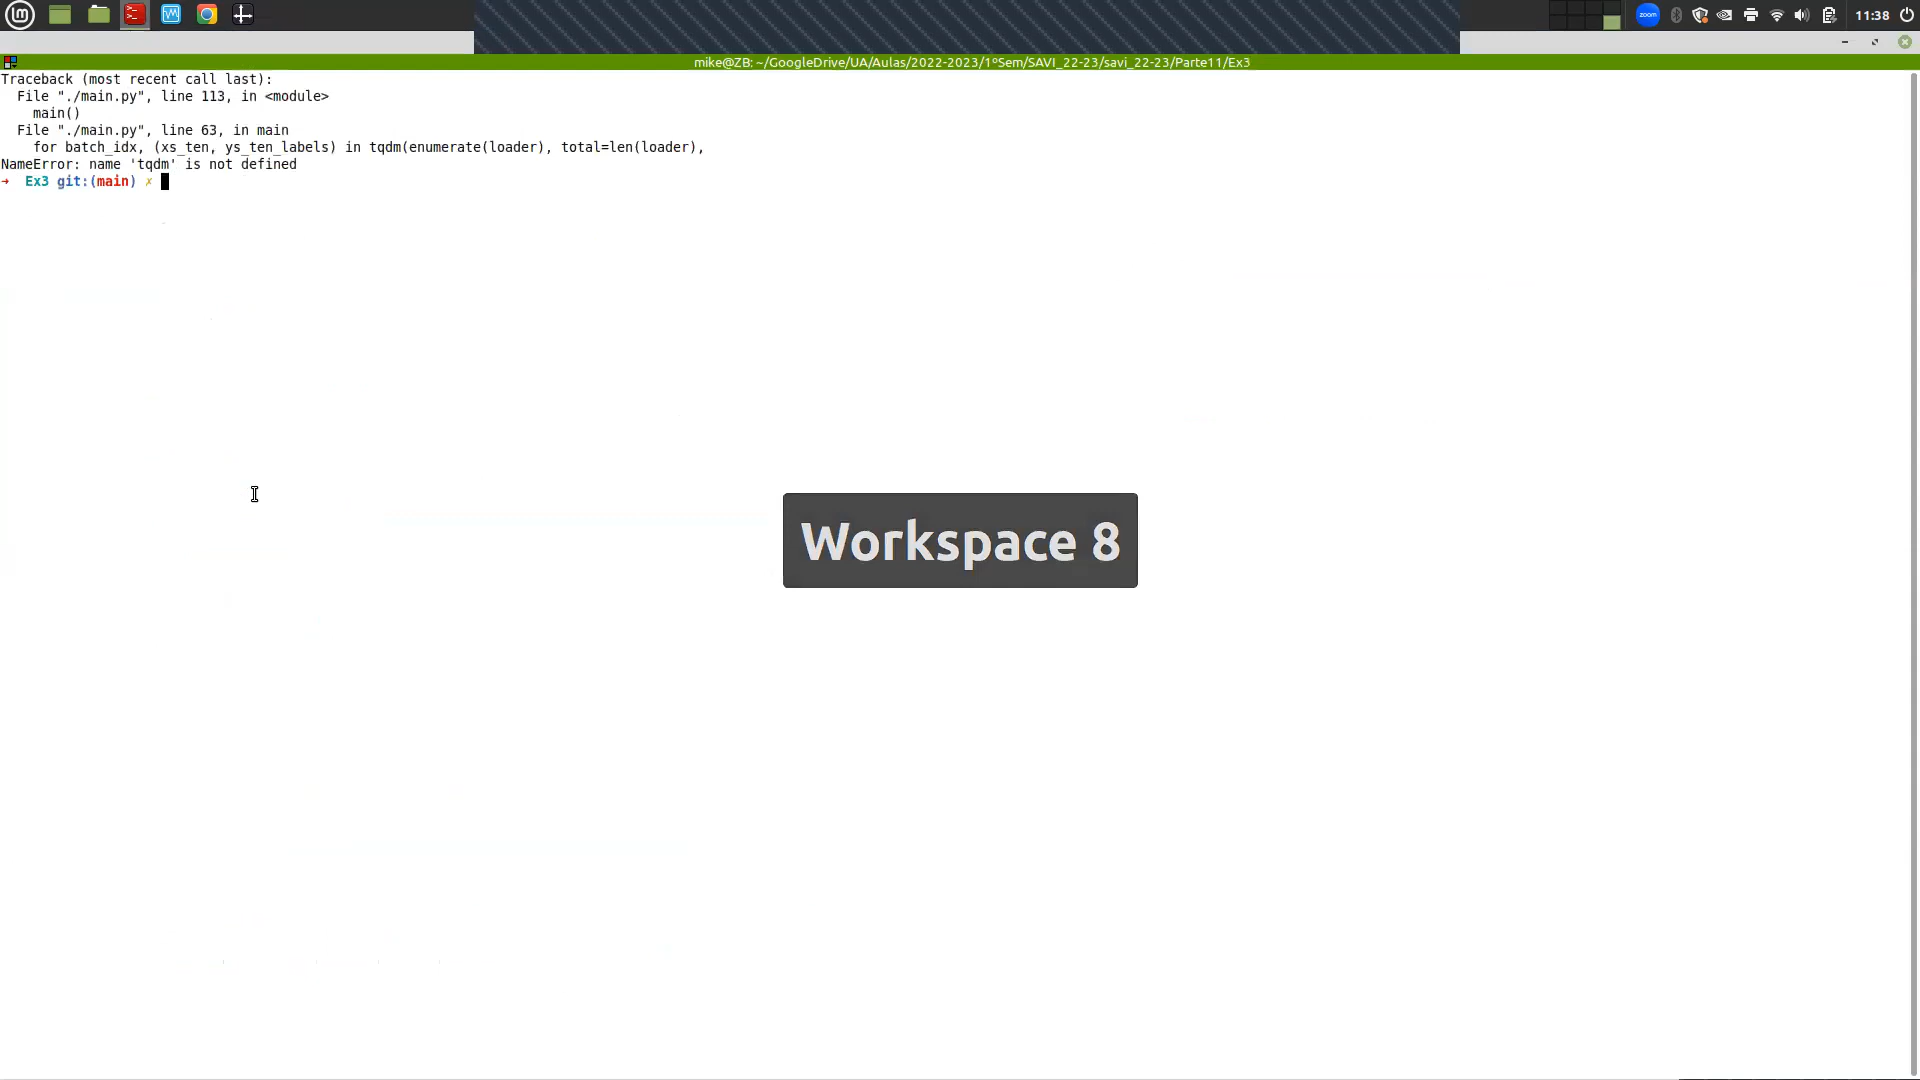 zoom
11:38
mike@ZB: ~/GoogleDrive/UA/Aulas/2022-2023/1ºSem/SAVI_22-23/savi_22-23/Parte11/Ex3
Traceback (most recent call last):
  File "./main.py", line 113, in <module>
    main()
  File "./main.py", line 63, in main
    for batch_idx, (xs_ten, ys_ten_labels) in tqdm(enumerate(loader), total=len(loader),
NameError: name 'tqdm' is not defined
→  Ex3 git:(main) ✗
Workspace 8